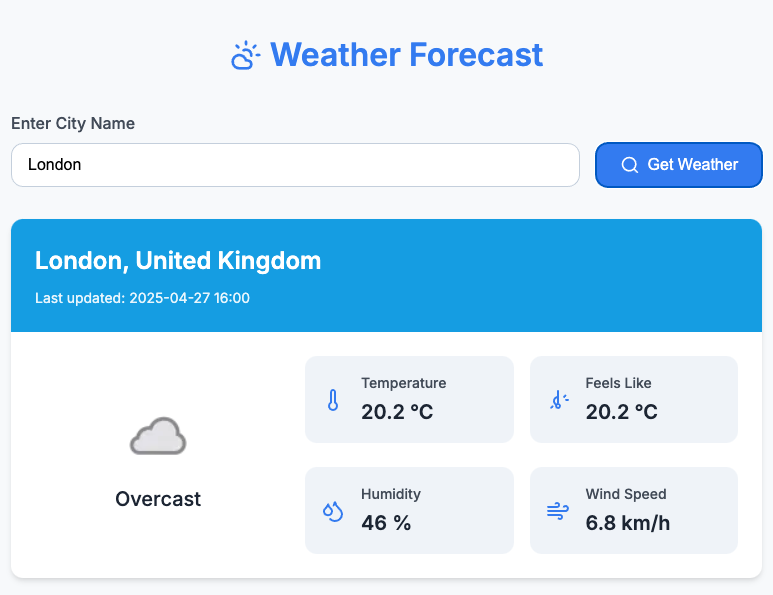 Weather Forecast
Enter City Name
London
Get Weather
London, United Kingdom
Last updated: 2025-04-27 16:00
Overcast
Temperature
20.2 °C
Feels Like
20.2 °C
Humidity
46 %
Wind Speed
6.8 km/h